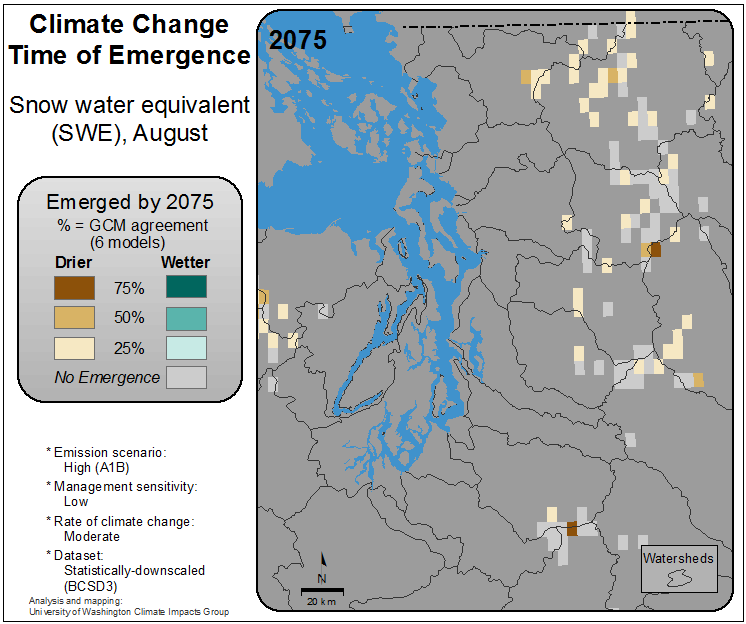 Climate Change
Time of Emergence
Snow water equivalent
(SWE), August
Emerged by 2075
% = GCM agreement
(6 models)
Drier Wetter
75%
50%
25%
No Emergence
* Emission scenario:
High (A1B)
* Management sensitivity:
Low
* Rate of climate change:
Moderate
* Dataset:
Statistically-downscaled
(BCSD3)
Analysis and mapping:
University of Washington Climate Impacts Group
2075
N
20 km
Watersheds